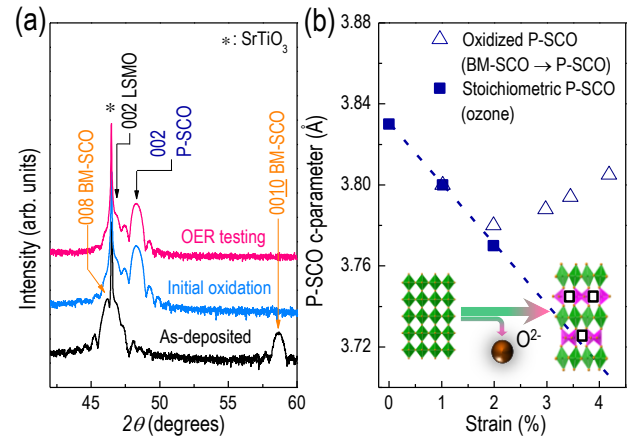 (a)
*: SrTiO3
008 BM-SCO
*
002 LSMO
002
P-SCO
0010 BM-SCO
OER testing
Initial oxidation
As-deposited
Intensity (arb. units)
45 50 55 60
2θ (degrees)
(b)
Oxidized P-SCO
(BM-SCO → P-SCO)
Stoichiometric P-SCO
(ozone)
P-SCO c-parameter (Å)
3.88
3.84
3.80
3.76
3.72
O2-
0 1 2 3 4 5
Strain (%)